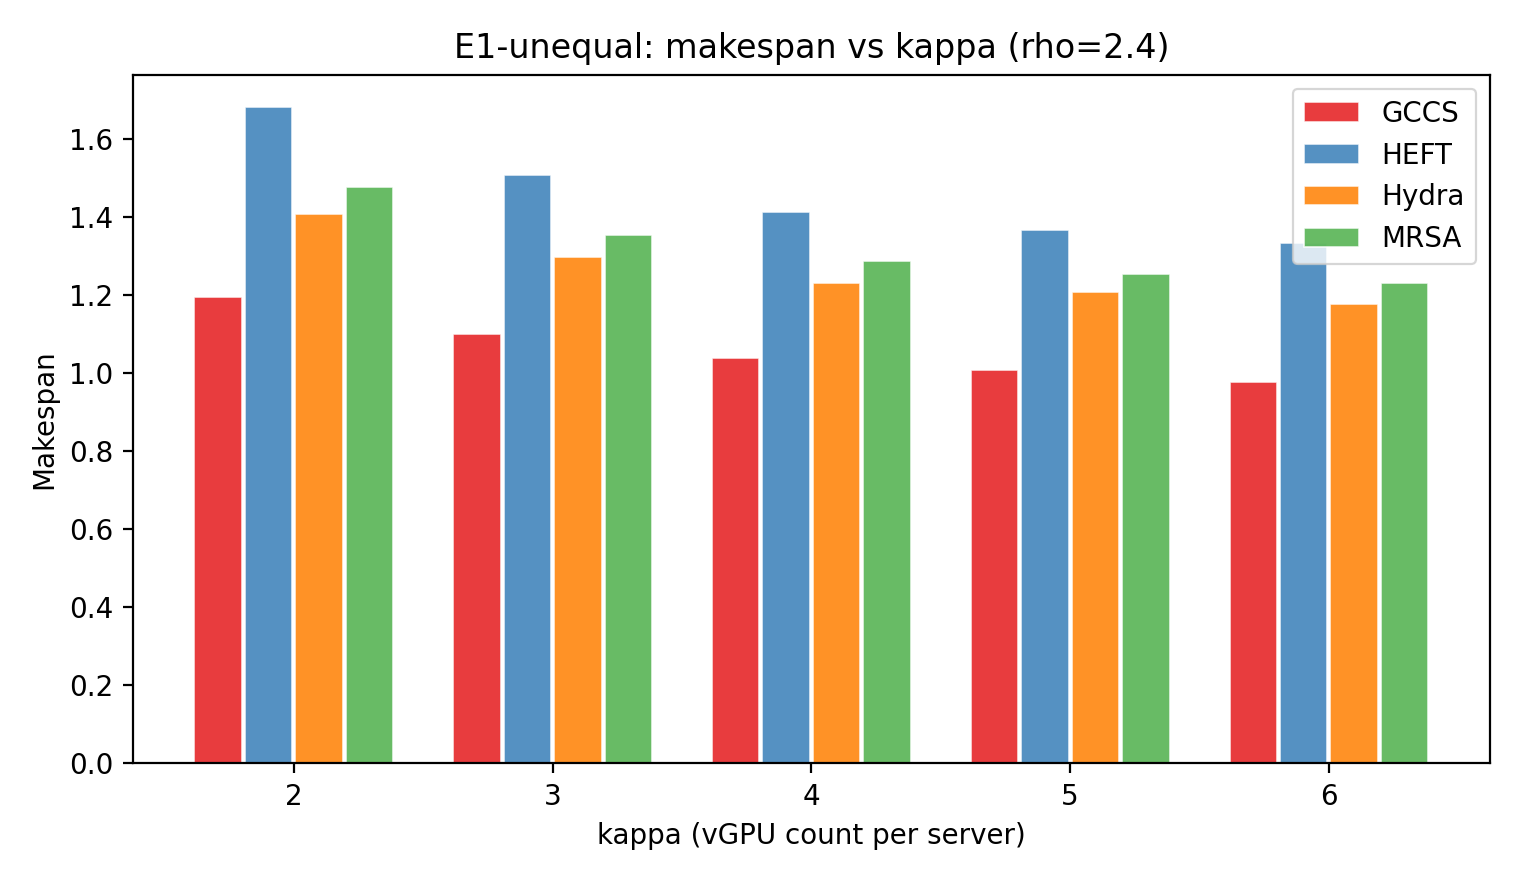 E1-unequal: makespan vs kappa (rho=2.4)
GCCS
HEFT
Hydra
MRSA
Makespan
1.6
1.4
1.2
1.0
0.8
0.6
0.4
0.2
0.0
2 3 4 5 6
kappa (vGPU count per server)